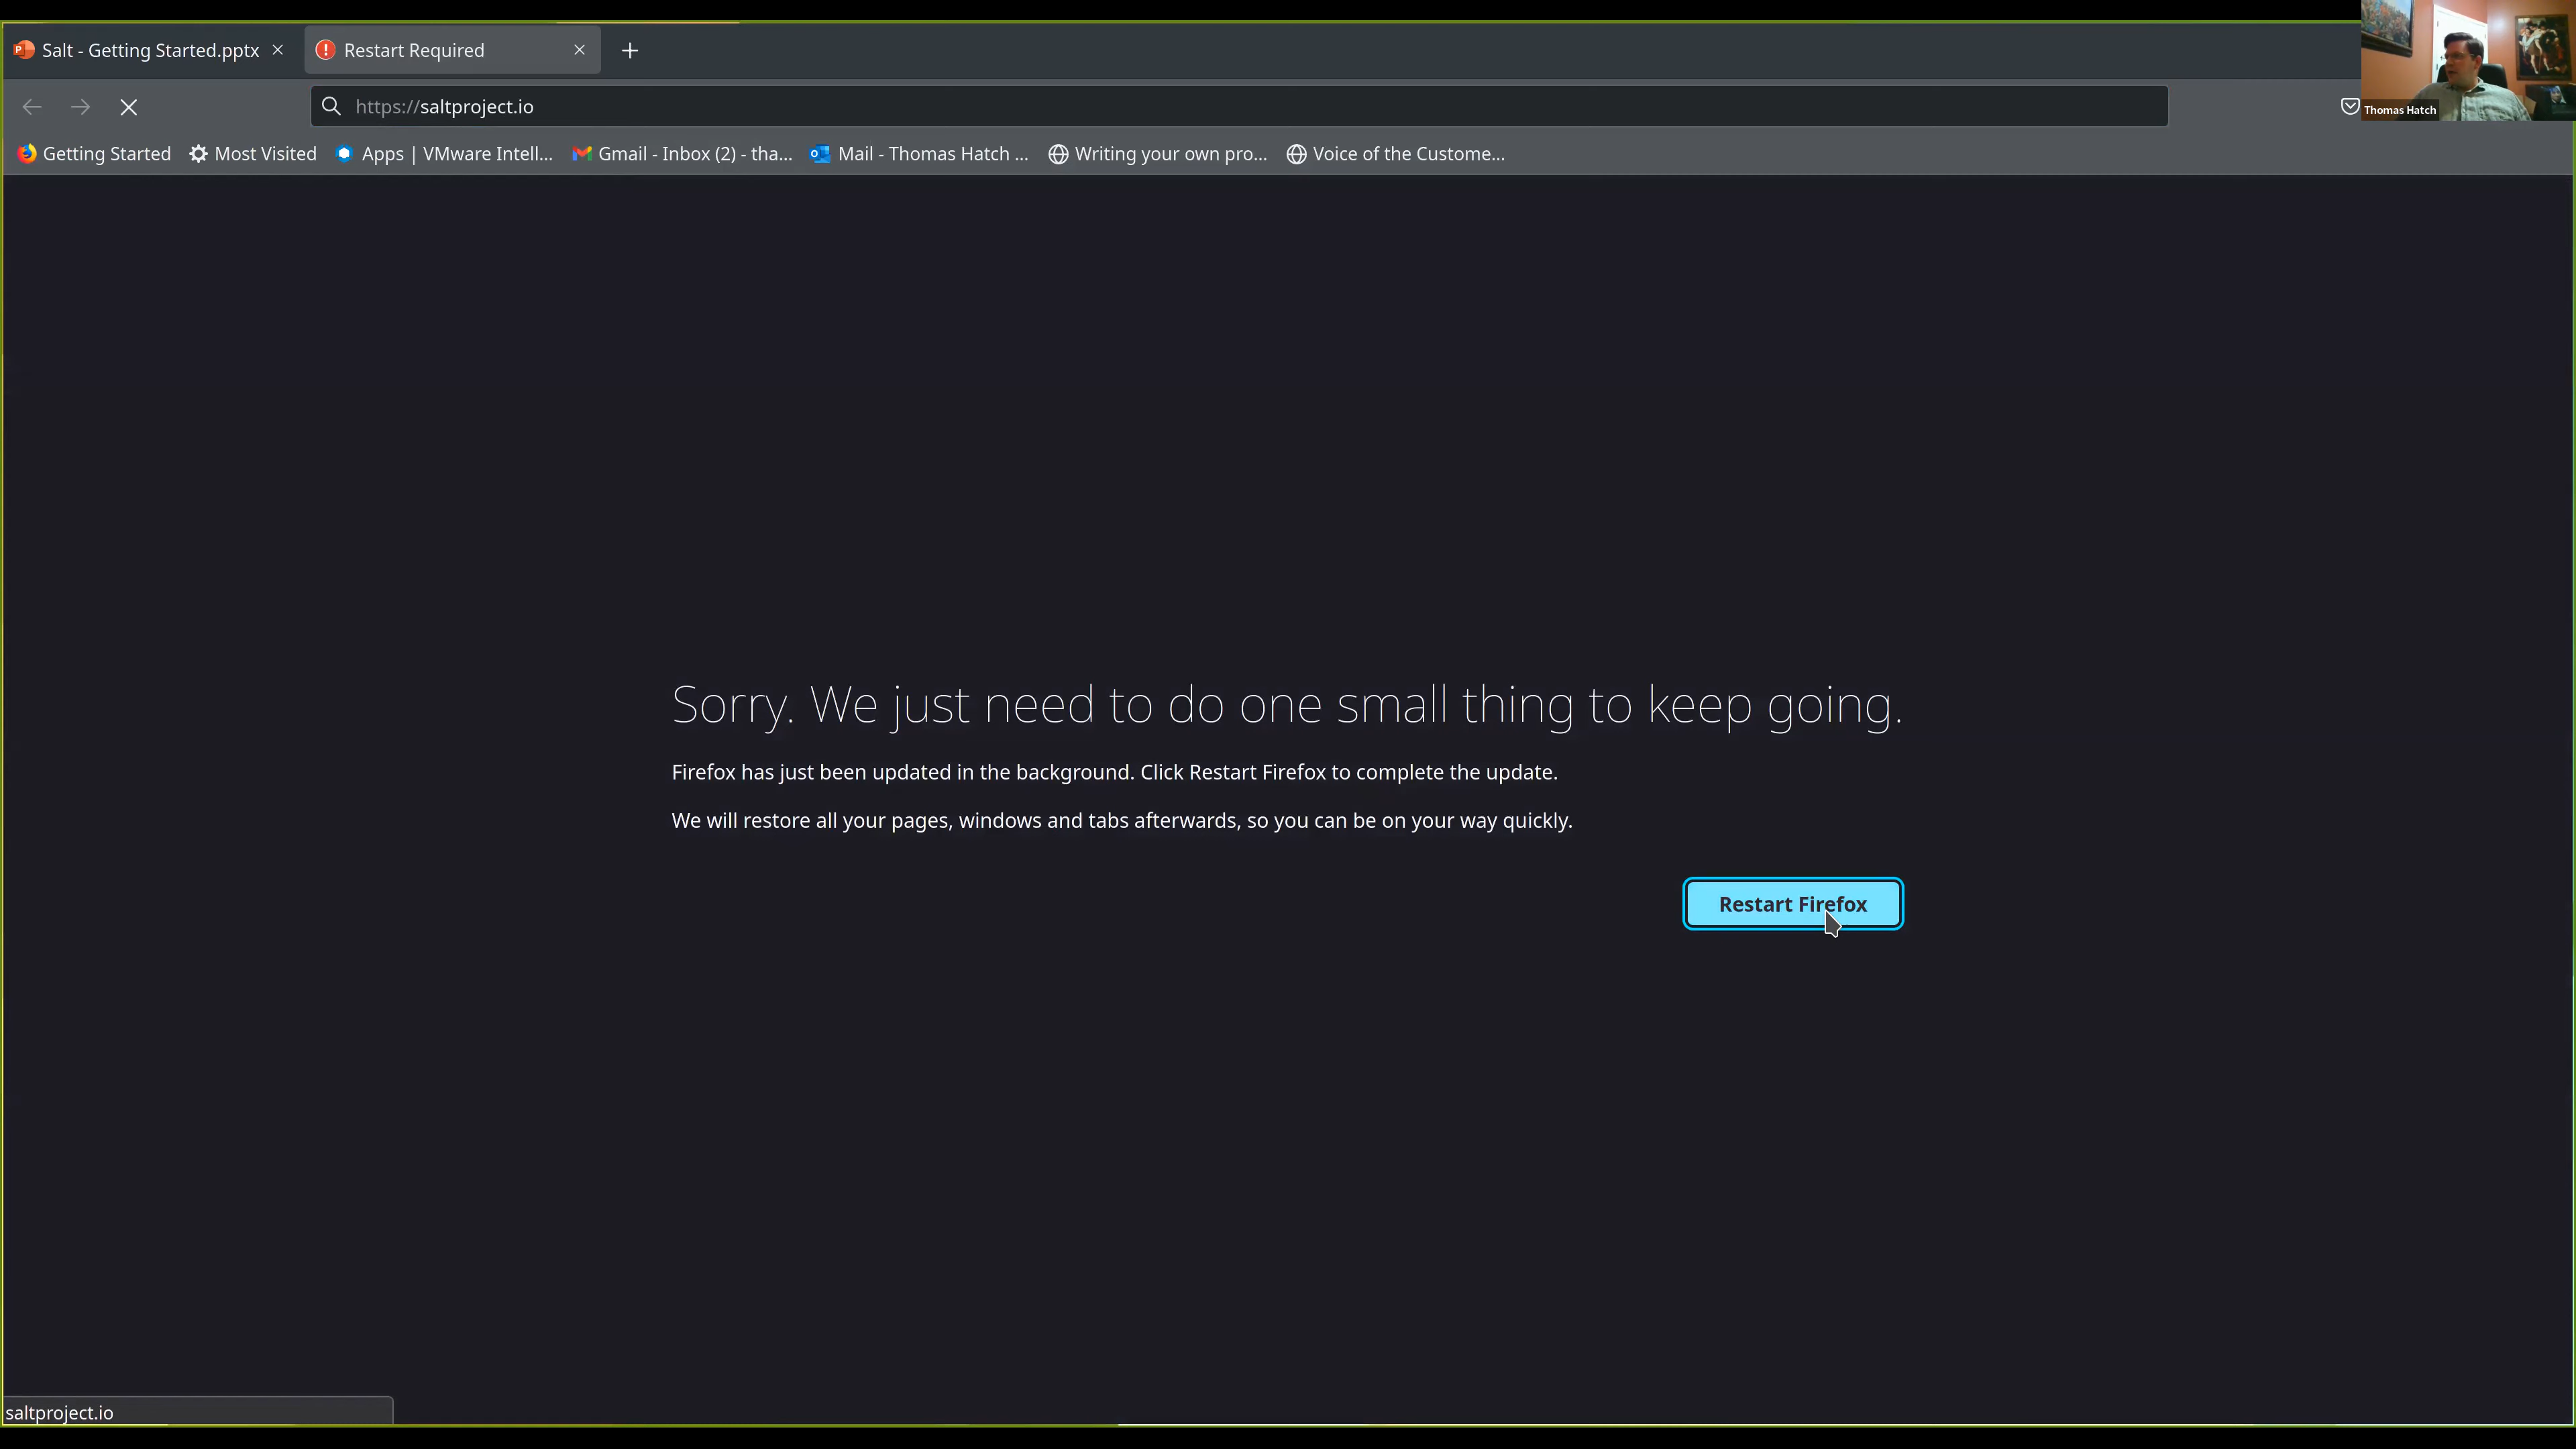 Salt - Getting Started.pptx
Restart Required
https://saltproject.io
Thomas Hatch
Getting Started
Most Visited
Apps | VMware Intell...
Gmail - Inbox (2) - tha...
Mail - Thomas Hatch ...
Writing your own pro...
Voice of the Custome...
Sorry. We just need to do one small thing to keep going.
Firefox has just been updated in the background. Click Restart Firefox to complete the update.
We will restore all your pages, windows and tabs afterwards, so you can be on your way quickly.
Restart Firefox
saltproject.io